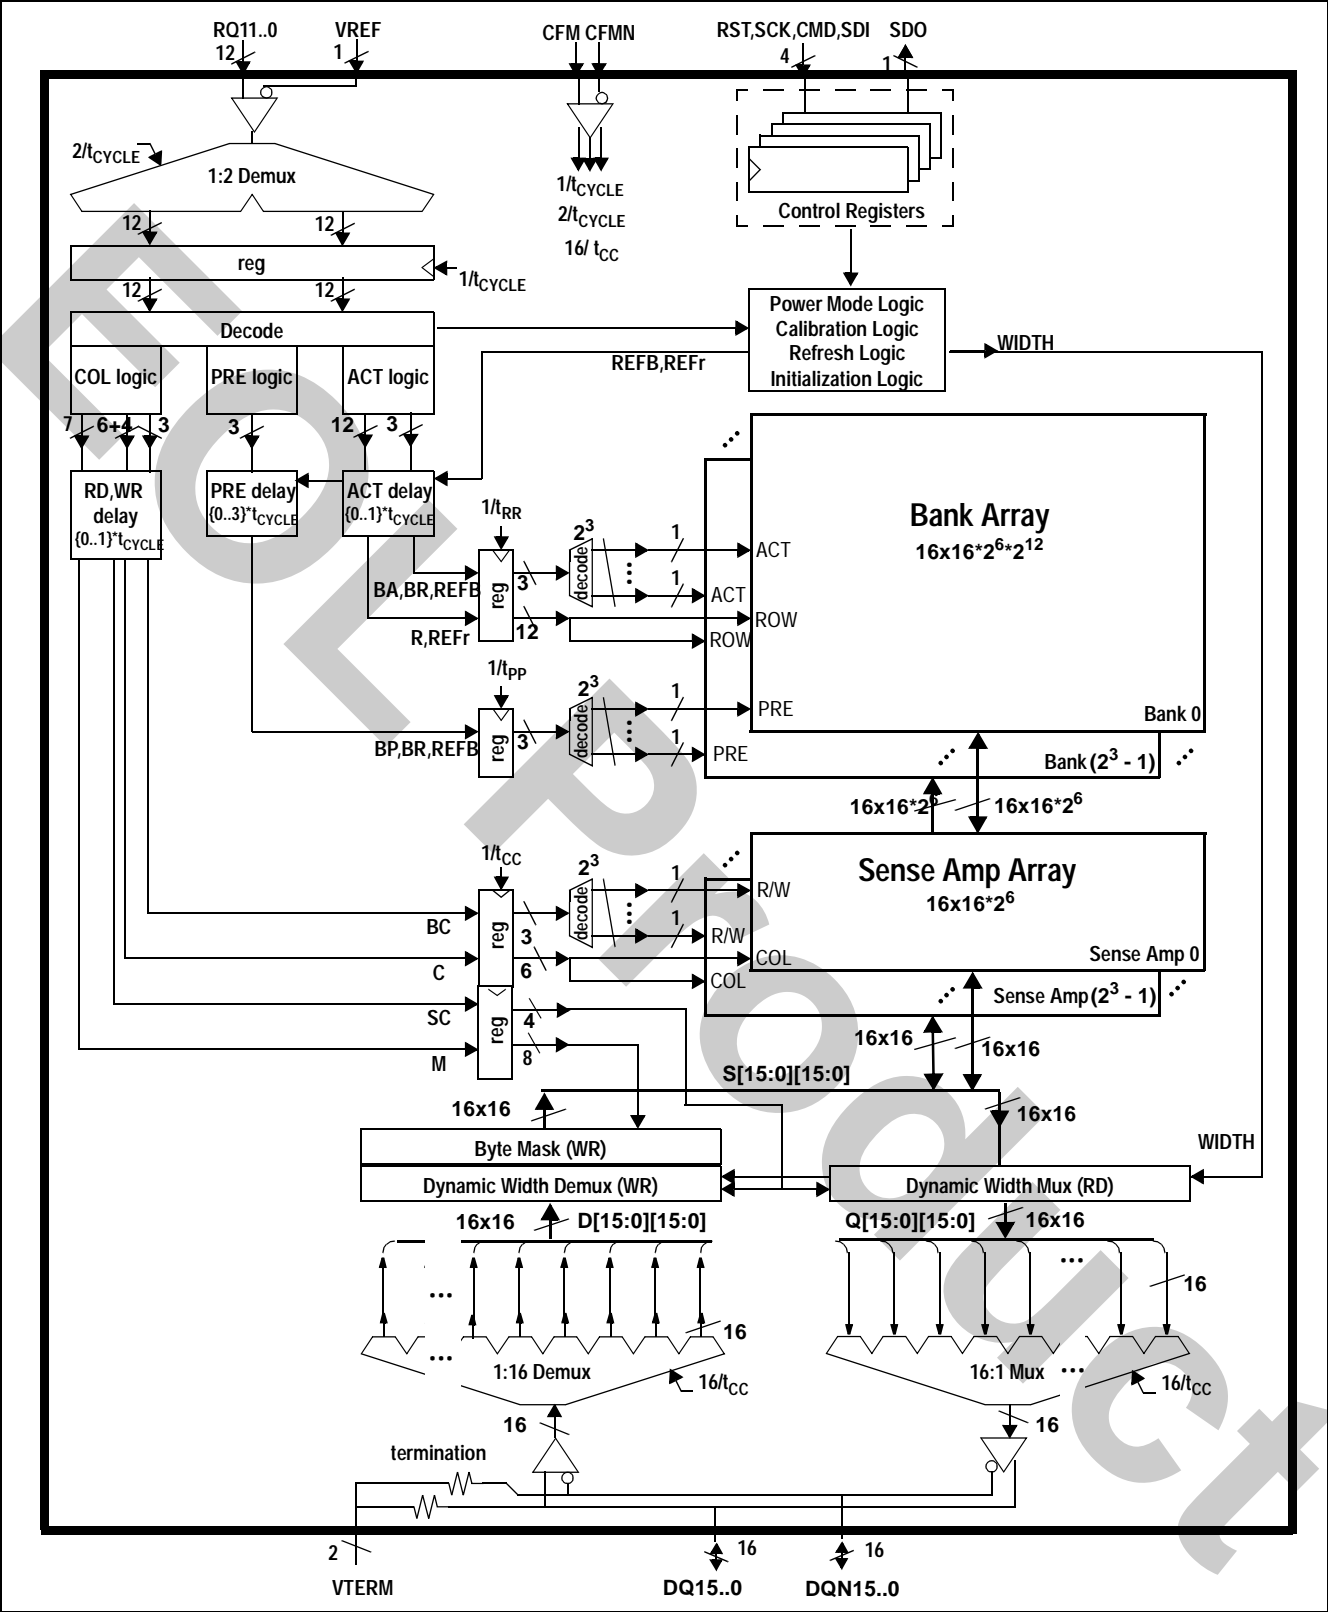 RQ11..0 VREF CFM CFMN RST,SCK,CMD,SDI SDO
12 1 4 1
2/tCYCLE
1:2 Demux
1/tCYCLE
2/tCYCLE
16/ tCC
Control Registers
12 12
reg
1/tCYCLE
12 12
Decode
COL logic PRE logic ACT logic
Power Mode Logic
Calibration Logic
Refresh Logic
Initialization Logic
WIDTH
REFB,REFr
7 6+4 3 3 12 3
RD,WR
delay
{0..1}*tCYCLE
PRE delay
{0..3}*tCYCLE
ACT delay
{0..1}*tCYCLE
1/tRR
reg
BA,BR,REFB
R,REFr
3
12
2^3
decode
1
1
ACT
ACT
ROW
ROW
Bank Array
16x16*2^6*2^12
1/tPP
reg
BP,BR,REFB
3
2^3
decode
1
1
PRE
PRE
Bank 0
Bank (2^3 - 1)
16x16*2^6 16x16*2^6
1/tCC
reg
BC
C
3
6
2^3
decode
1
1
R/W
R/W
COL
COL
Sense Amp Array
16x16*2^6
Sense Amp 0
Sense Amp (2^3 - 1)
reg
SC
M
4
8
16x16 16x16
S[15:0][15:0]
16x16 16x16
WIDTH
Byte Mask (WR)
Dynamic Width Demux (WR)
Dynamic Width Mux (RD)
16x16 D[15:0][15:0]
Q[15:0][15:0] 16x16
...
...
16
16
...
1:16 Demux
16/tCC
16:1 Mux ...
16/tCC
16 16
termination
2 16 16
VTERM DQ15..0 DQN15..0
EOL Product